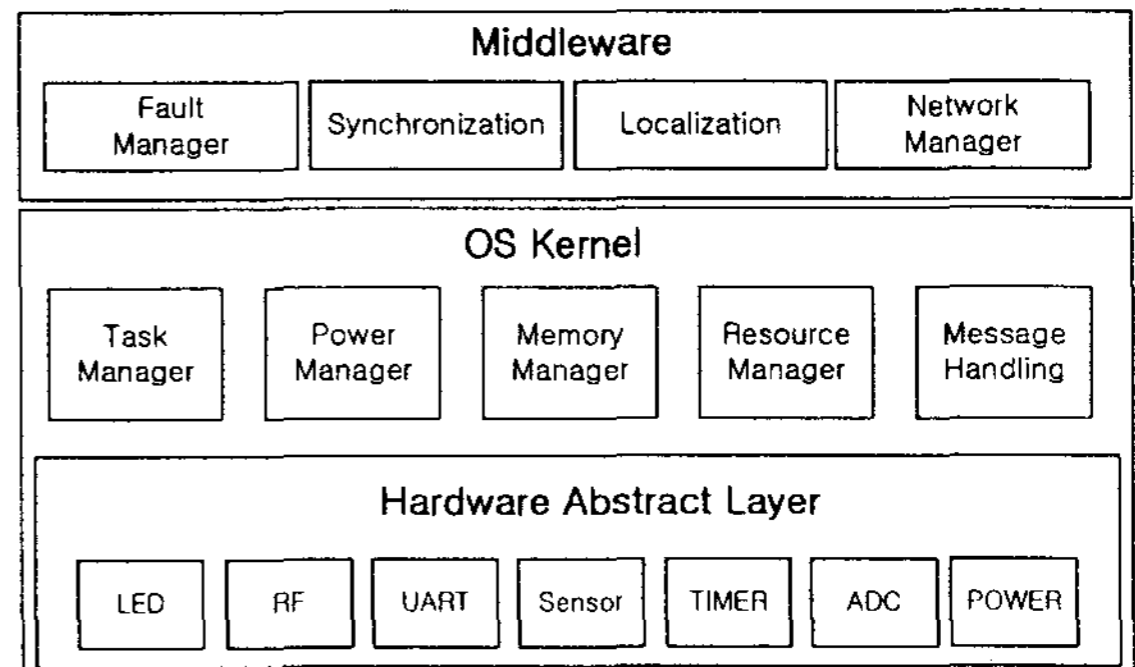 Middleware
Fault
Manager
Synchronization
Localization
Network
Manager
OS Kernel
Task
Manager
Power
Manager
Memory
Manager
Resource
Manager
Message
Handling
Hardware Abstract Layer
LED
RF
UART
Sensor
TIMER
ADC
POWER